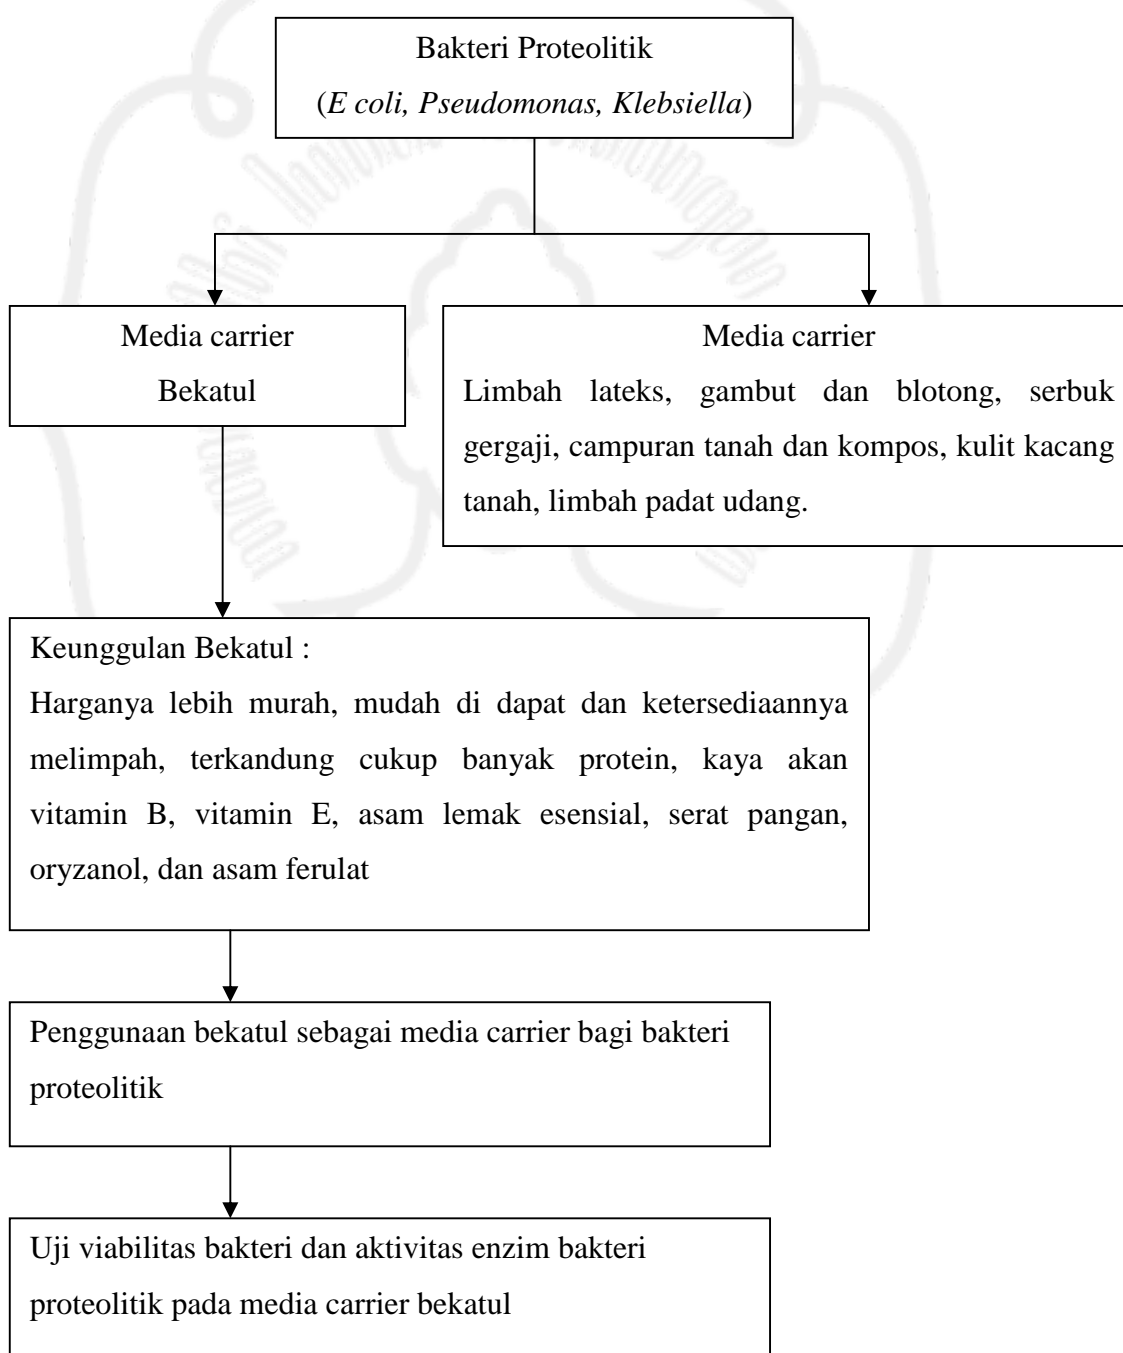 Bakteri Proteolitik
(E coli, Pseudomonas, Klebsiella)
Media carrier
Bekatul
Media carrier
Limbah lateks, gambut dan blotong, serbuk
gergaji, campuran tanah dan kompos, kulit kacang
tanah, limbah padat udang.
Keunggulan Bekatul :
Harganya lebih murah, mudah di dapat dan ketersediaannya
melimpah, terkandung cukup banyak protein, kaya akan
vitamin B, vitamin E, asam lemak esensial, serat pangan,
oryzanol, dan asam ferulat
Penggunaan bekatul sebagai media carrier bagi bakteri
proteolitik
Uji viabilitas bakteri dan aktivitas enzim bakteri
proteolitik pada media carrier bekatul